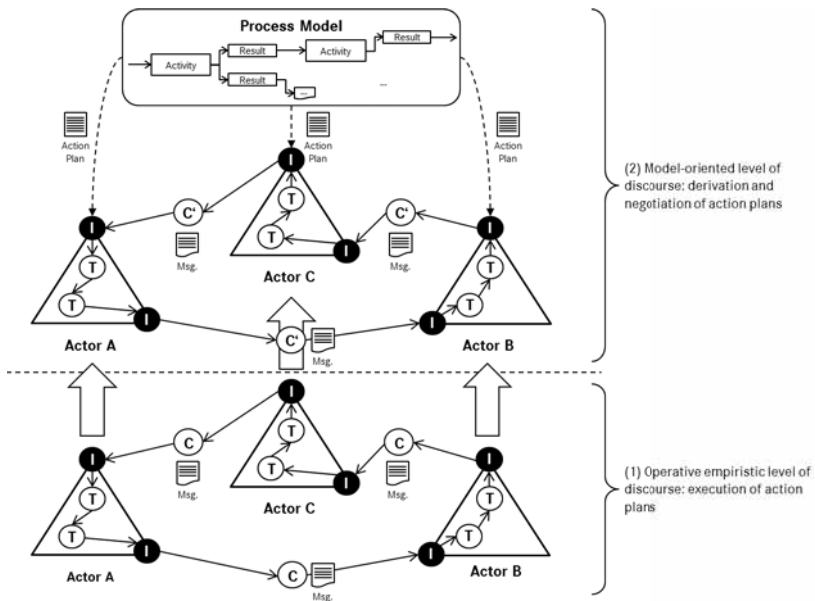 Process Model
Result
Result
Activity
Activity
Result
...
...
Action
Plan
Action
Plan
Action
Plan
I
T
C'
C'
T
I
Msg.
Msg.
I
I
T
T
T
T
Actor C
I
I
Actor A
C'
Msg.
Actor B
(2) Model-oriented level of
discourse: derivation and
negotiation of action plans
I
T
C
C
T
I
Msg.
Msg.
I
I
T
T
T
T
Actor C
I
I
Actor A
C
Msg.
Actor B
(1) Operative empiristic level of
discourse: execution of action
plans